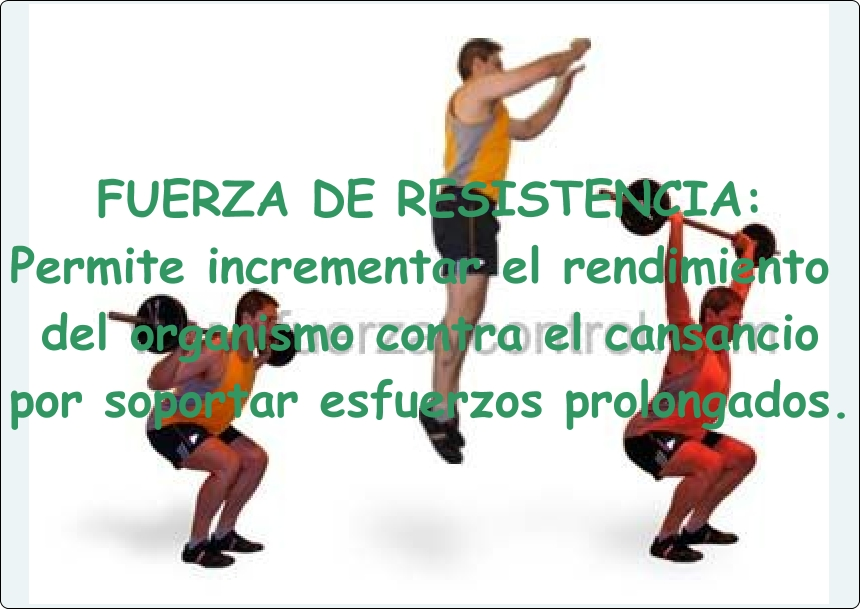 FUERZA DE RESISTENCIA:
Permite incrementar el rendimiento
del organismo contra el cansancio
por soportar esfuerzos prolongados.